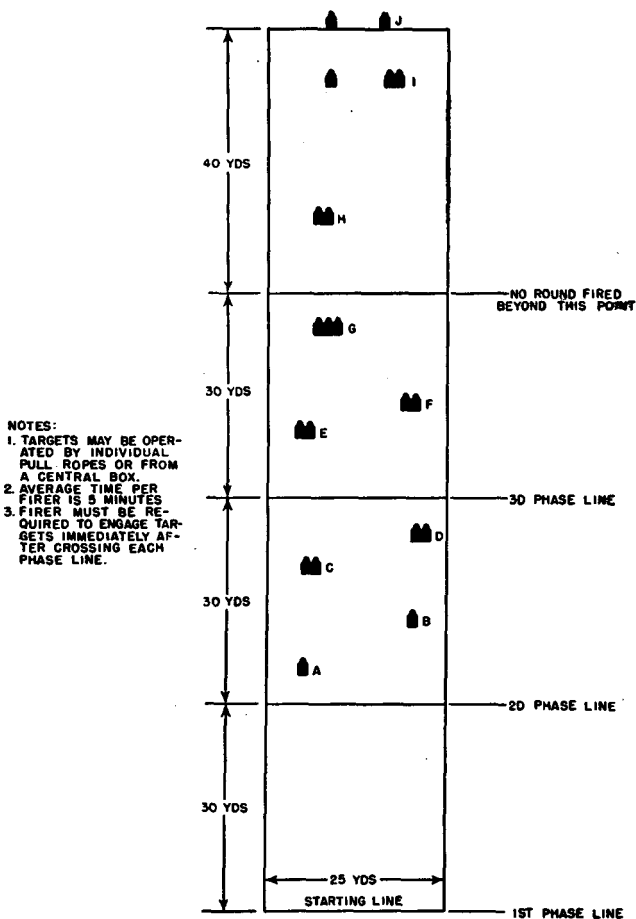 J
I
40 YDS
H
NO ROUND FIRED
BEYOND THIS POINT
G
30 YDS
F
E
NOTES:
1. TARGETS MAY BE OPER-
ATED BY INDIVIDUAL
PULL ROPES OR FROM
A CENTRAL BOX.
2. AVERAGE TIME PER
FIRER IS 5 MINUTES
3. FIRER MUST BE RE-
QUIRED TO ENGAGE TAR-
GETS IMMEDIATELY AF-
TER CROSSING EACH
PHASE LINE.
3D PHASE LINE
D
C
30 YDS
B
A
2D PHASE LINE
30 YDS
25 YDS
STARTING LINE
1ST PHASE LINE